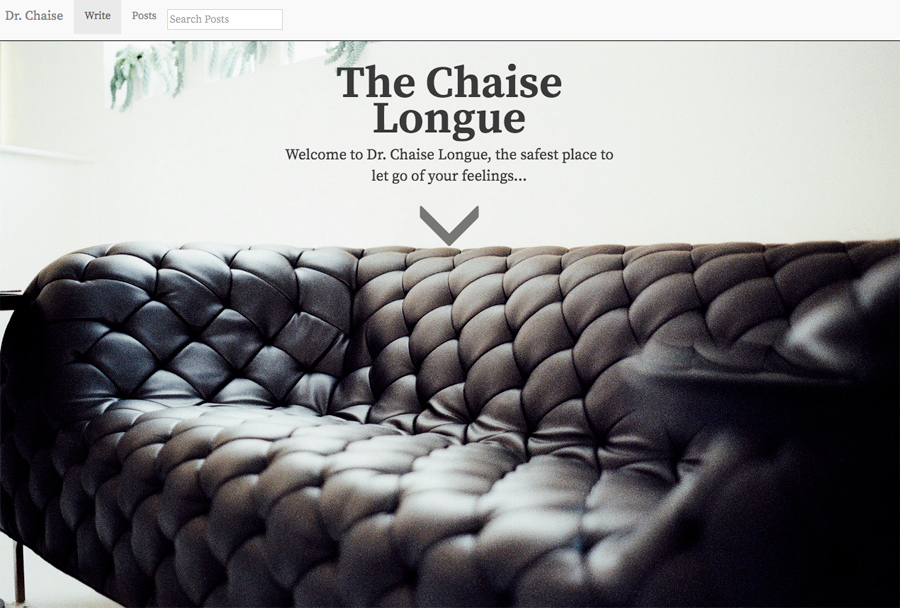 Dr. Chaise Write Posts Search Posts
The Chaise
Longue
Welcome to Dr. Chaise Longue, the safest place to
let go of your feelings...